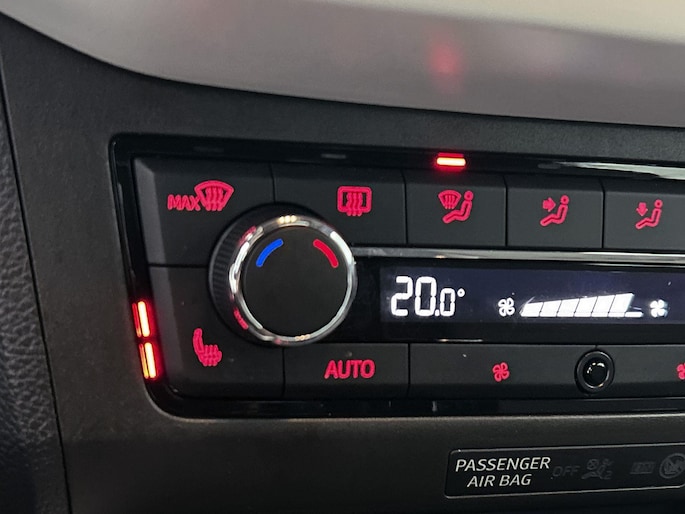 MAX
20.0°
AUTO
PASSENGER
AIR BAG
OFF